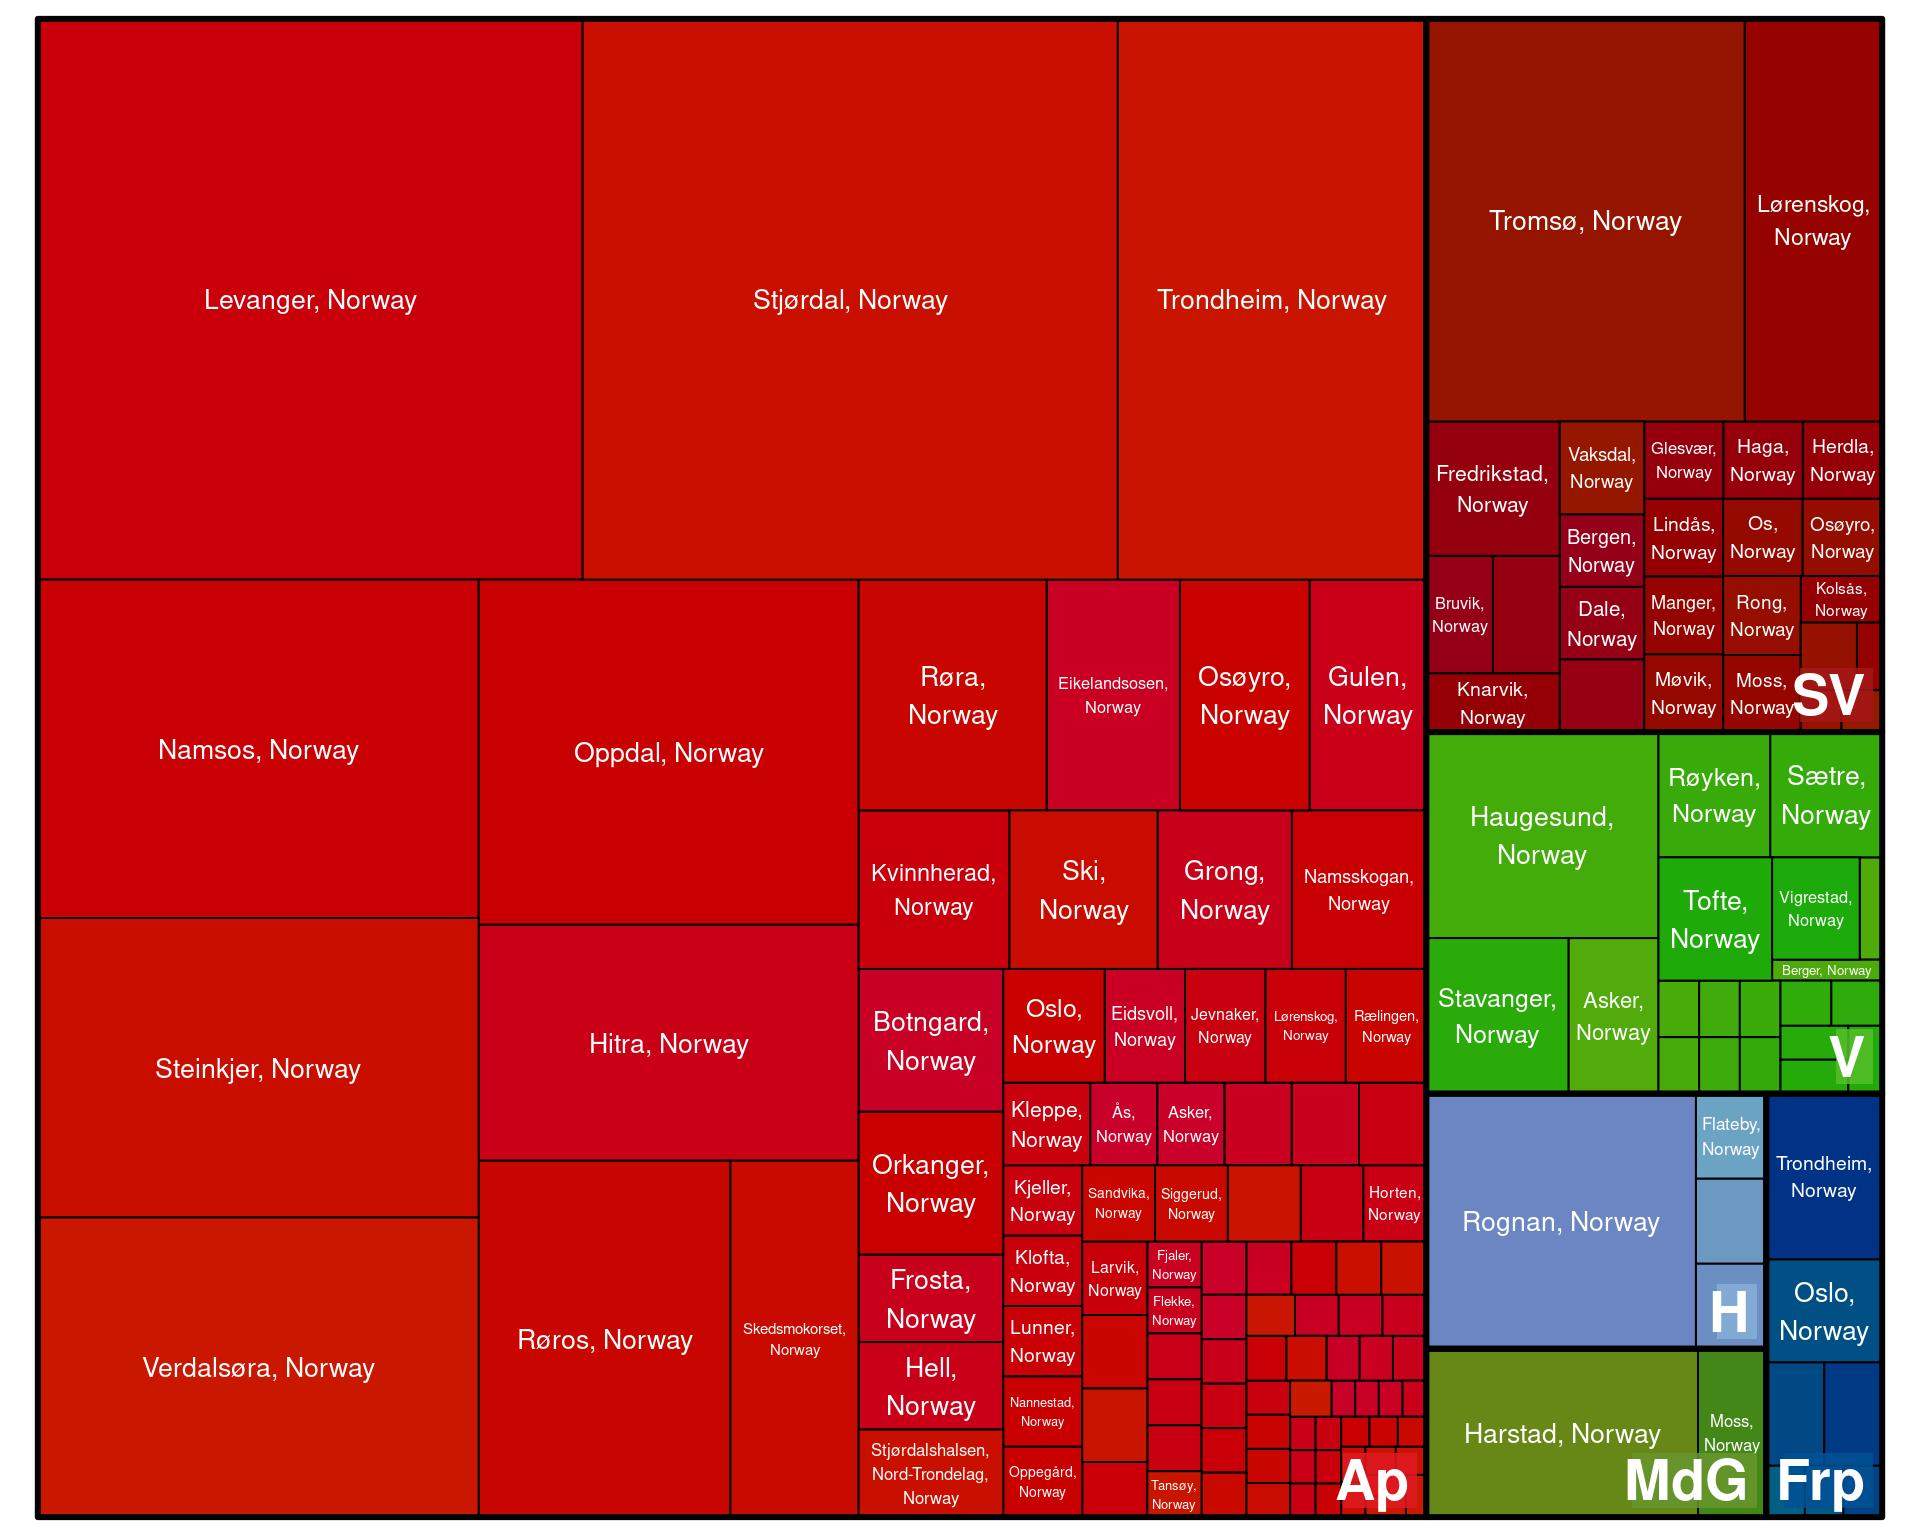 Levanger, Norway
Stjørdal, Norway
Trondheim, Norway
Namsos, Norway
Steinkjer, Norway
Verdalsøra, Norway
Oppdal, Norway
Hitra, Norway
Røros, Norway
Skedsmokorset,
Norway
Røra,
Norway
Eikelandsosen,
Norway
Osøyro,
Norway
Gulen,
Norway
Kvinnherad,
Norway
Ski,
Norway
Grong,
Norway
Namsskogan,
Norway
Botngard,
Norway
Orkanger,
Norway
Frosta,
Norway
Hell,
Norway
Stjørdalshalsen,
Nord-Trondelag,
Norway
Oslo,
Norway
Eidsvoll,
Norway
Jevnaker,
Norway
Lørenskog,
Norway
Rælingen,
Norway
Kleppe,
Norway
Ås,
Norway
Asker,
Norway
Kjeller,
Norway
Sandvika,
Norway
Siggerud,
Norway
Horten,
Norway
Klofta,
Norway
Larvik,
Norway
Fjaler,
Norway
Flekke,
Norway
Lunner,
Norway
Nannestad,
Norway
Oppegård,
Norway
Tansøy,
Norway
Ap
Tromsø, Norway
Lørenskog,
Norway
Fredrikstad,
Norway
Vaksdal,
Norway
Glesvær,
Norway
Haga,
Norway
Herdla,
Norway
Bergen,
Norway
Lindås,
Norway
Os,
Norway
Osøyro,
Norway
Bruvik,
Norway
Dale,
Norway
Manger,
Norway
Rong,
Norway
Kolsås,
Norway
Knarvik,
Norway
Møvik,
Norway
Moss,
Norway
SV
Haugesund,
Norway
Røyken,
Norway
Sætre,
Norway
Tofte,
Norway
Vigrestad,
Norway
Berger, Norway
Stavanger,
Norway
Asker,
Norway
V
Rognan, Norway
Flateby,
Norway
H
Trondheim,
Norway
Oslo,
Norway
Frp
Harstad, Norway
Moss,
Norway
MdG